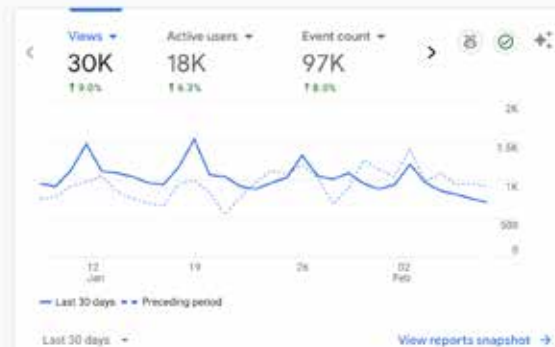 Views Active users Event count
30K 18K 97K
↑ 9.0% ↑ 6.3% ↑ 8.0%
2K
1.5K
1K
500
0
12 19 26 02
Jan Feb
Last 30 days Preceding period
Last 30 days View reports snapshot →